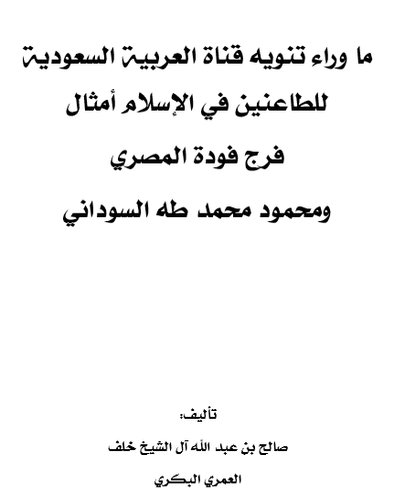 ما وراء تنويه قناة العربية السعودية
للطاعنين في الإسلام أمثال
فرج فودة المصري
ومحمود محمد طه السوداني
تأليف:
صالح بن عبد الله آل الشيخ خلف
العمري البكري